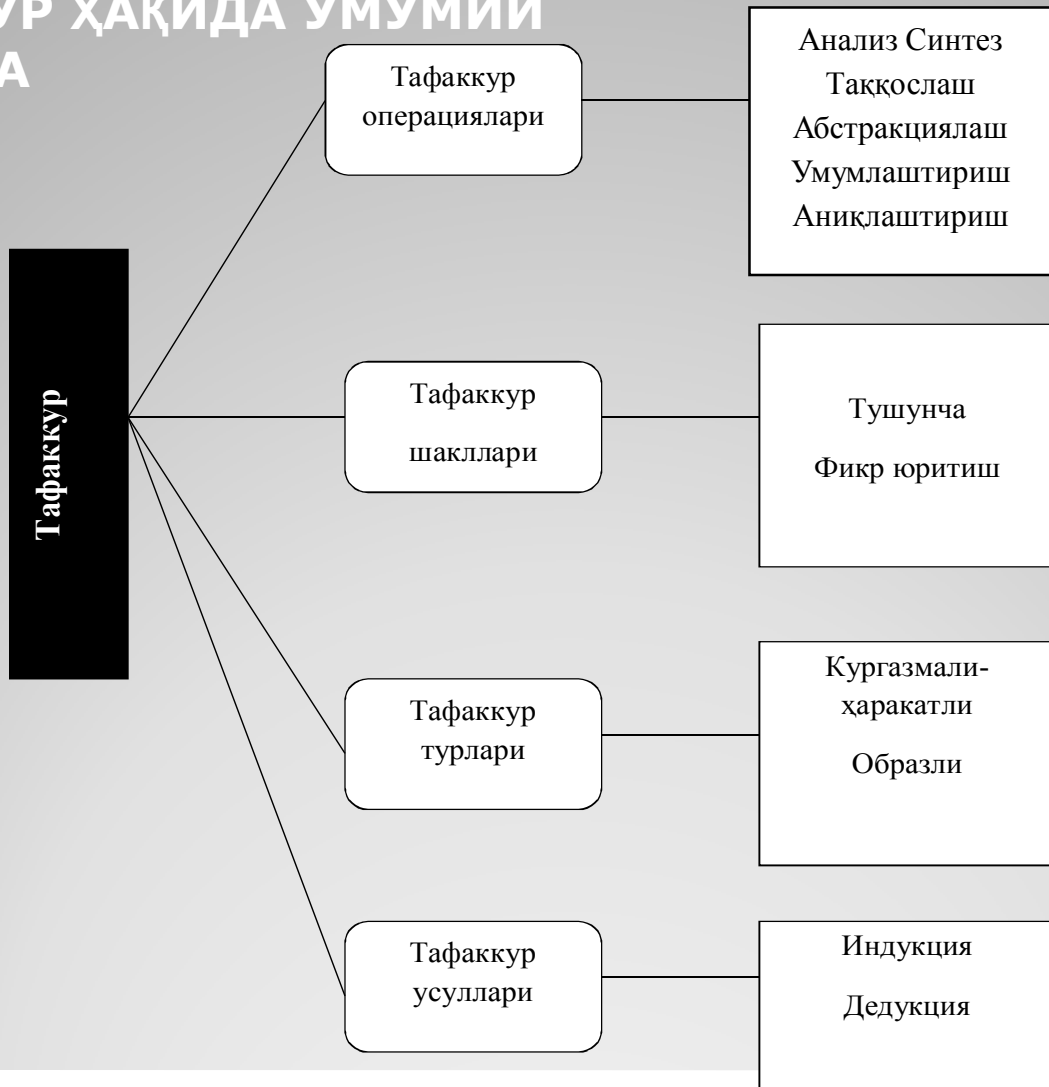 УР ҲАҚИДА УМУМИЙ
А
Тафаккур
Тафаккур
операциялари
Анализ Синтез
Таққослаш
Абстракциялаш
Умумлаштириш
Аниқлаштириш
Тафаккур
шакллари
Тушунча
Фикр юритиш
Тафаккур
турлари
Кургазмали-
ҳаракатли
Образли
Тафаккур
усуллари
Индукция
Дедукция